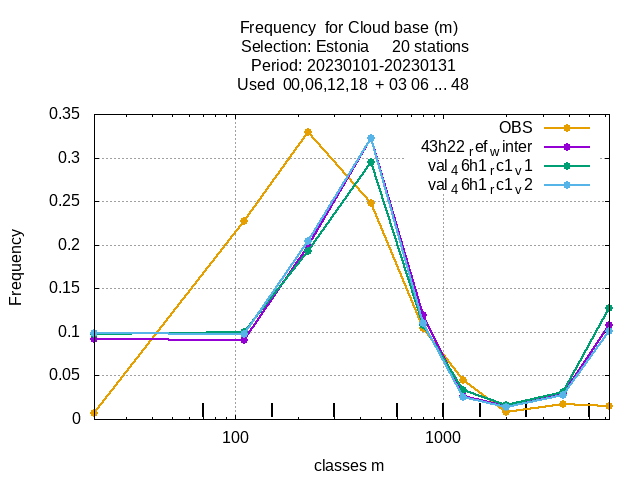 Frequency for Cloud base (m)
Selection: Estonia 20 stations
Period: 20230101-20230131
Used 00,06,12,18 + 03 06 ... 48
OBS
43h22_ref_winter
val_46h1_rc1_v1
val_46h1_rc1_v2
0.35
0.3
0.25
0.2
0.15
0.1
0.05
0
Frequency
100 1000
classes m